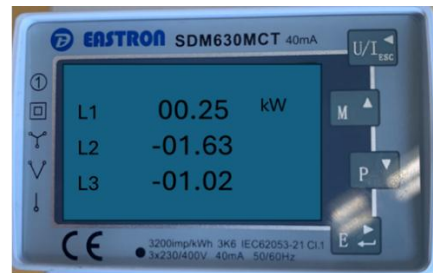 EASTRON SDM630MCT 40mA
U/I ESC
L1 00.25 kW
M
L2 -01.63
P
L3 -01.02
E
CE
3200imp/kWh 3K6 IEC62053-21 Cl.1
3x230/400V 40mA 50/60Hz